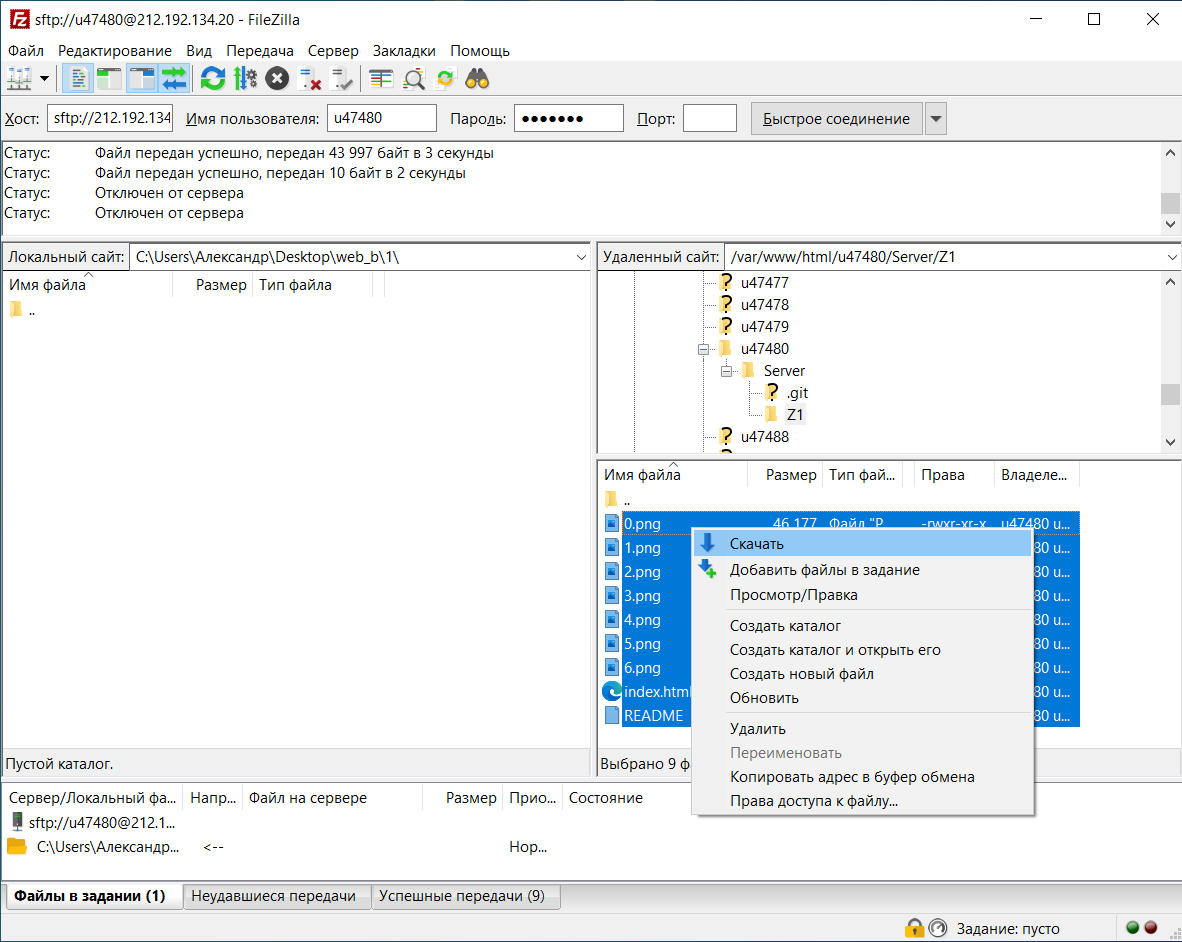 sftp://u47480@212.192.134.20 - FileZilla
Файл Редактирование Вид Передача Сервер Закладки Помощь
Хост: sftp://212.192.134 Имя пользователя: u47480 Пароль: ●●●●●●● Порт: Быстрое соединение
Статус: Файл передан успешно, передан 43 997 байт в 3 секунды
Статус: Файл передан успешно, передан 10 байт в 2 секунды
Статус: Отключен от сервера
Статус: Отключен от сервера
Локальный сайт: C:\Users\Александр\Desktop\web_b\1\
Имя файла Размер Тип файла
..
Пустой каталог.
Удаленный сайт: /var/www/html/u47480/Server/Z1
u47477
u47478
u47479
u47480
Server
.git
Z1
u47488
Имя файла Размер Тип фай... Права Владеле...
..
0.png 46 177 Файл "P -rwxr-xr-x u47480 u...
1.png 80 u...
2.png 80 u...
3.png 80 u...
4.png 80 u...
5.png 80 u...
6.png 80 u...
index.html 80 u...
README 80 u...
Выбрано 9 ф
Скачать
Добавить файлы в задание
Просмотр/Правка
Создать каталог
Создать каталог и открыть его
Создать новый файл
Обновить
Удалить
Переименовать
Копировать адрес в буфер обмена
Права доступа к файлу...
Сервер/Локальный фа... Напр... Файл на сервере Размер Прио... Состояние
sftp://u47480@212.1...
C:\Users\Александр... <-- Нор...
Файлы в задании (1) Неудавшиеся передачи Успешные передачи (9)
Задание: пусто